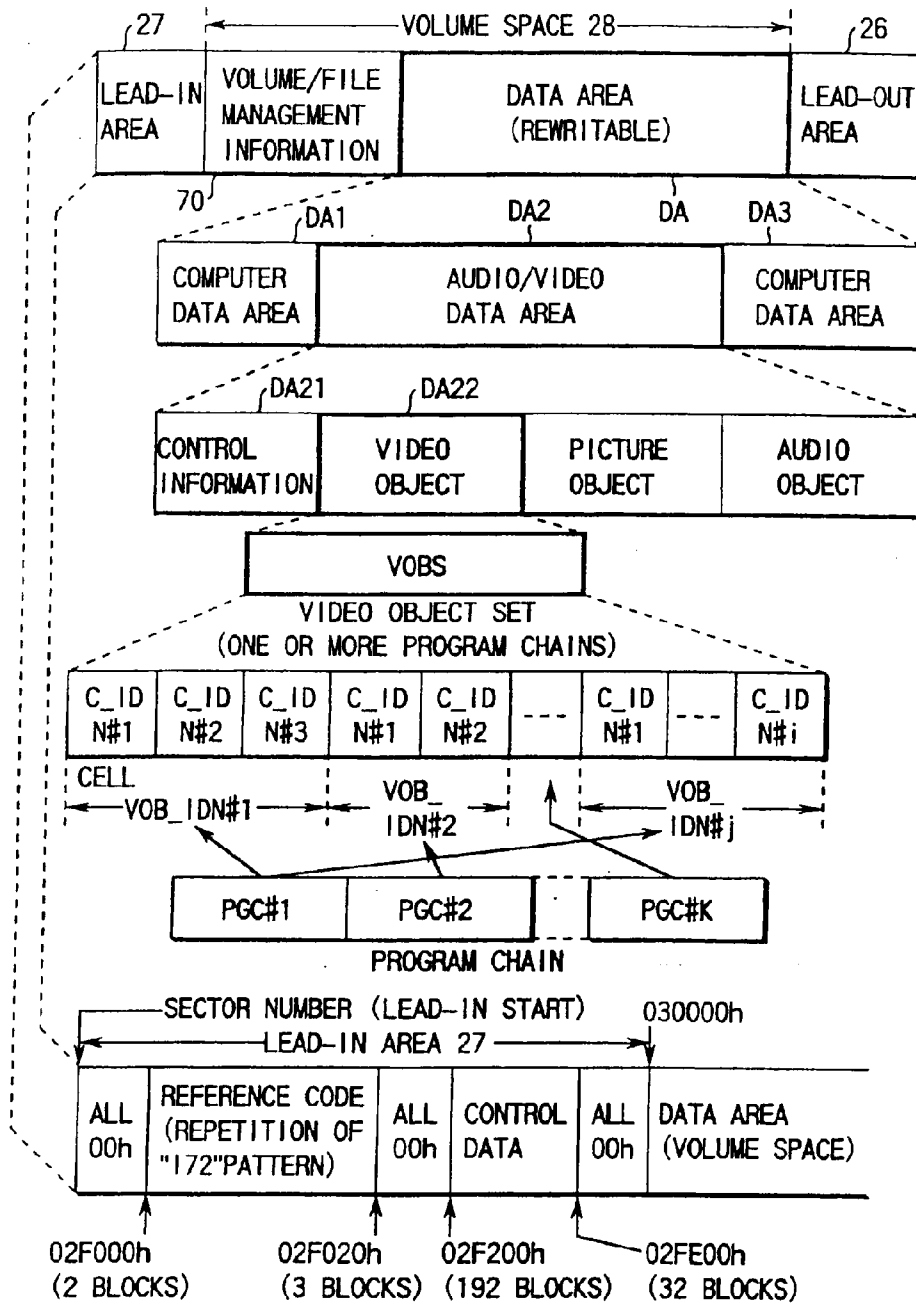 27
VOLUME SPACE 28
26
LEAD-IN AREA
VOLUME/FILE MANAGEMENT INFORMATION
DATA AREA (REWRITABLE)
LEAD-OUT AREA
70
DA1
DA2
DA
DA3
COMPUTER DATA AREA
AUDIO/VIDEO DATA AREA
COMPUTER DATA AREA
DA21
DA22
CONTROL INFORMATION
VIDEO OBJECT
PICTURE OBJECT
AUDIO OBJECT
VOBS
VIDEO OBJECT SET
(ONE OR MORE PROGRAM CHAINS)
C_ID N#1
C_ID N#2
C_ID N#3
C_ID N#1
C_ID N#2
----
C_ID N#1
----
C_ID N#i
CELL
VOB_IDN#1
VOB_ IDN#2
VOB_ IDN#j
PGC#1
PGC#2
PGC#K
PROGRAM CHAIN
SECTOR NUMBER (LEAD-IN START)
030000h
LEAD-IN AREA 27
ALL 00h
REFERENCE CODE (REPETITION OF "172"PATTERN)
ALL 00h
CONTROL DATA
ALL 00h
DATA AREA (VOLUME SPACE)
02F000h (2 BLOCKS)
02F020h (3 BLOCKS)
02F200h (192 BLOCKS)
02FE00h (32 BLOCKS)